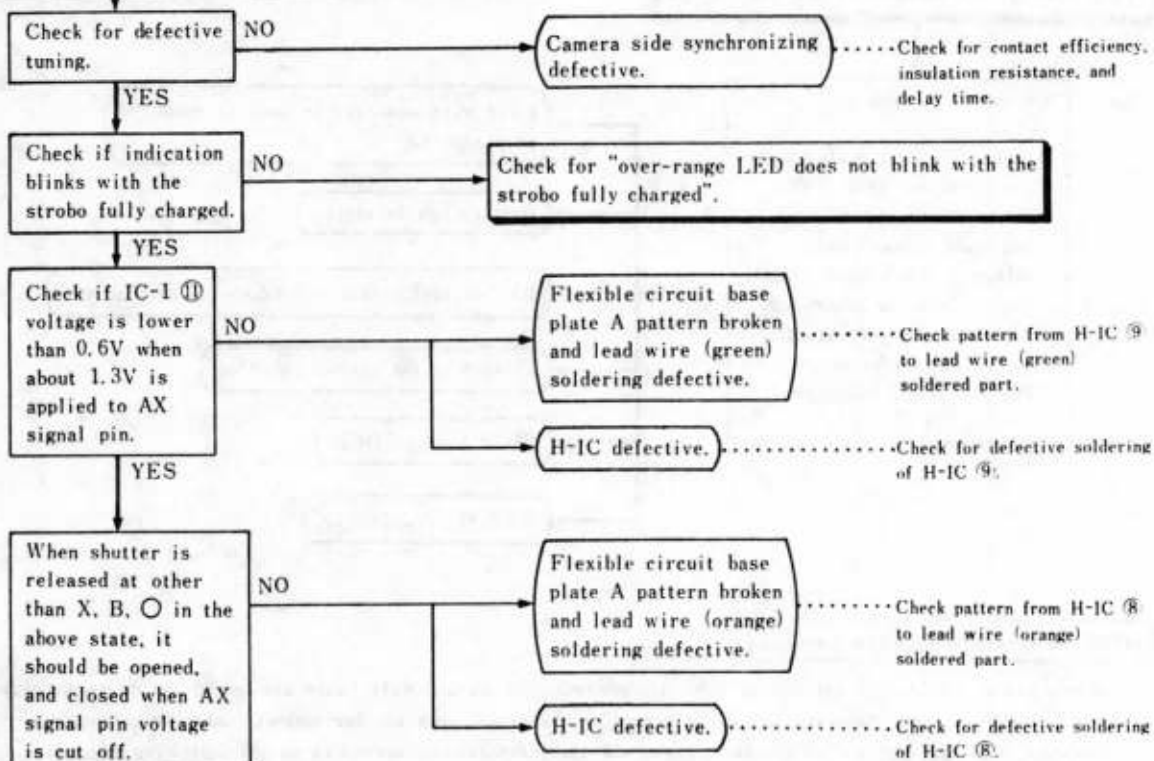 Check for defective
tuning.
NO
Camera side synchronizing
defective.
Check for contact efficiency,
insulation resistance, and
delay time.
YES
Check if indication
blinks with the
strobo fully charged.
NO
Check for "over-range LED does not blink with the
strobo fully charged".
YES
Check if IC-1 ⑪
voltage is lower
than 0.6V when
about 1.3V is
applied to AX
signal pin.
NO
Flexible circuit base
plate A pattern broken
and lead wire (green)
soldering defective.
Check pattern from H-IC ⑨
to lead wire (green)
soldered part.
H-IC defective.
Check for defective soldering
of H-IC ⑨.
YES
When shutter is
released at other
than X, B, O in the
above state, it
should be opened,
and closed when AX
signal pin voltage
is cut off.
NO
Flexible circuit base
plate A pattern broken
and lead wire (orange)
soldering defective.
Check pattern from H-IC ⑧
to lead wire (orange)
soldered part.
H-IC defective.
Check for defective soldering
of H-IC ⑧.